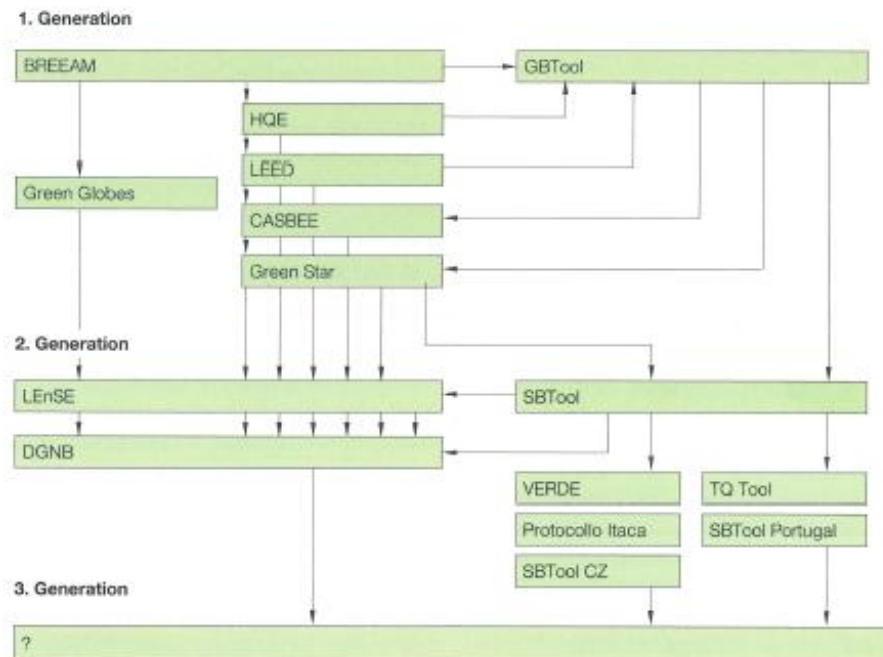 1. Generation
BREEAM
GBTool
HQE
LEED
Green Globes
CASBEE
Green Star
2. Generation
LEnSE
SBTool
DGNB
VERDE
TQ Tool
Protocollo Itaca
SBTool Portugal
SBTool CZ
3. Generation
?